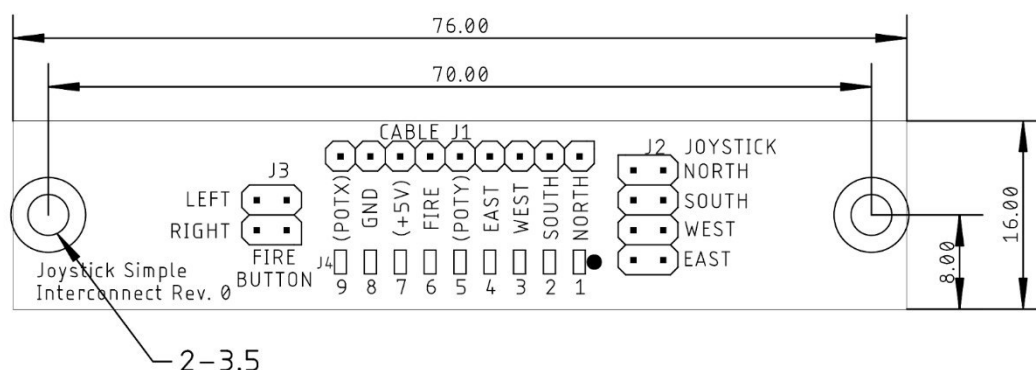 76.00
70.00
CABLE J1
J2 JOYSTICK
NORTH
SOUTH
WEST
EAST
J3
LEFT
RIGHT
FIRE
BUTTON
(POTX)
GND
(+5V)
FIRE
(POTY)
EAST
WEST
SOUTH
NORTH
J4
9 8 7 6 5 4 3 2 1
Joystick Simple
Interconnect Rev. 0
16.00
8.00
2-3.5